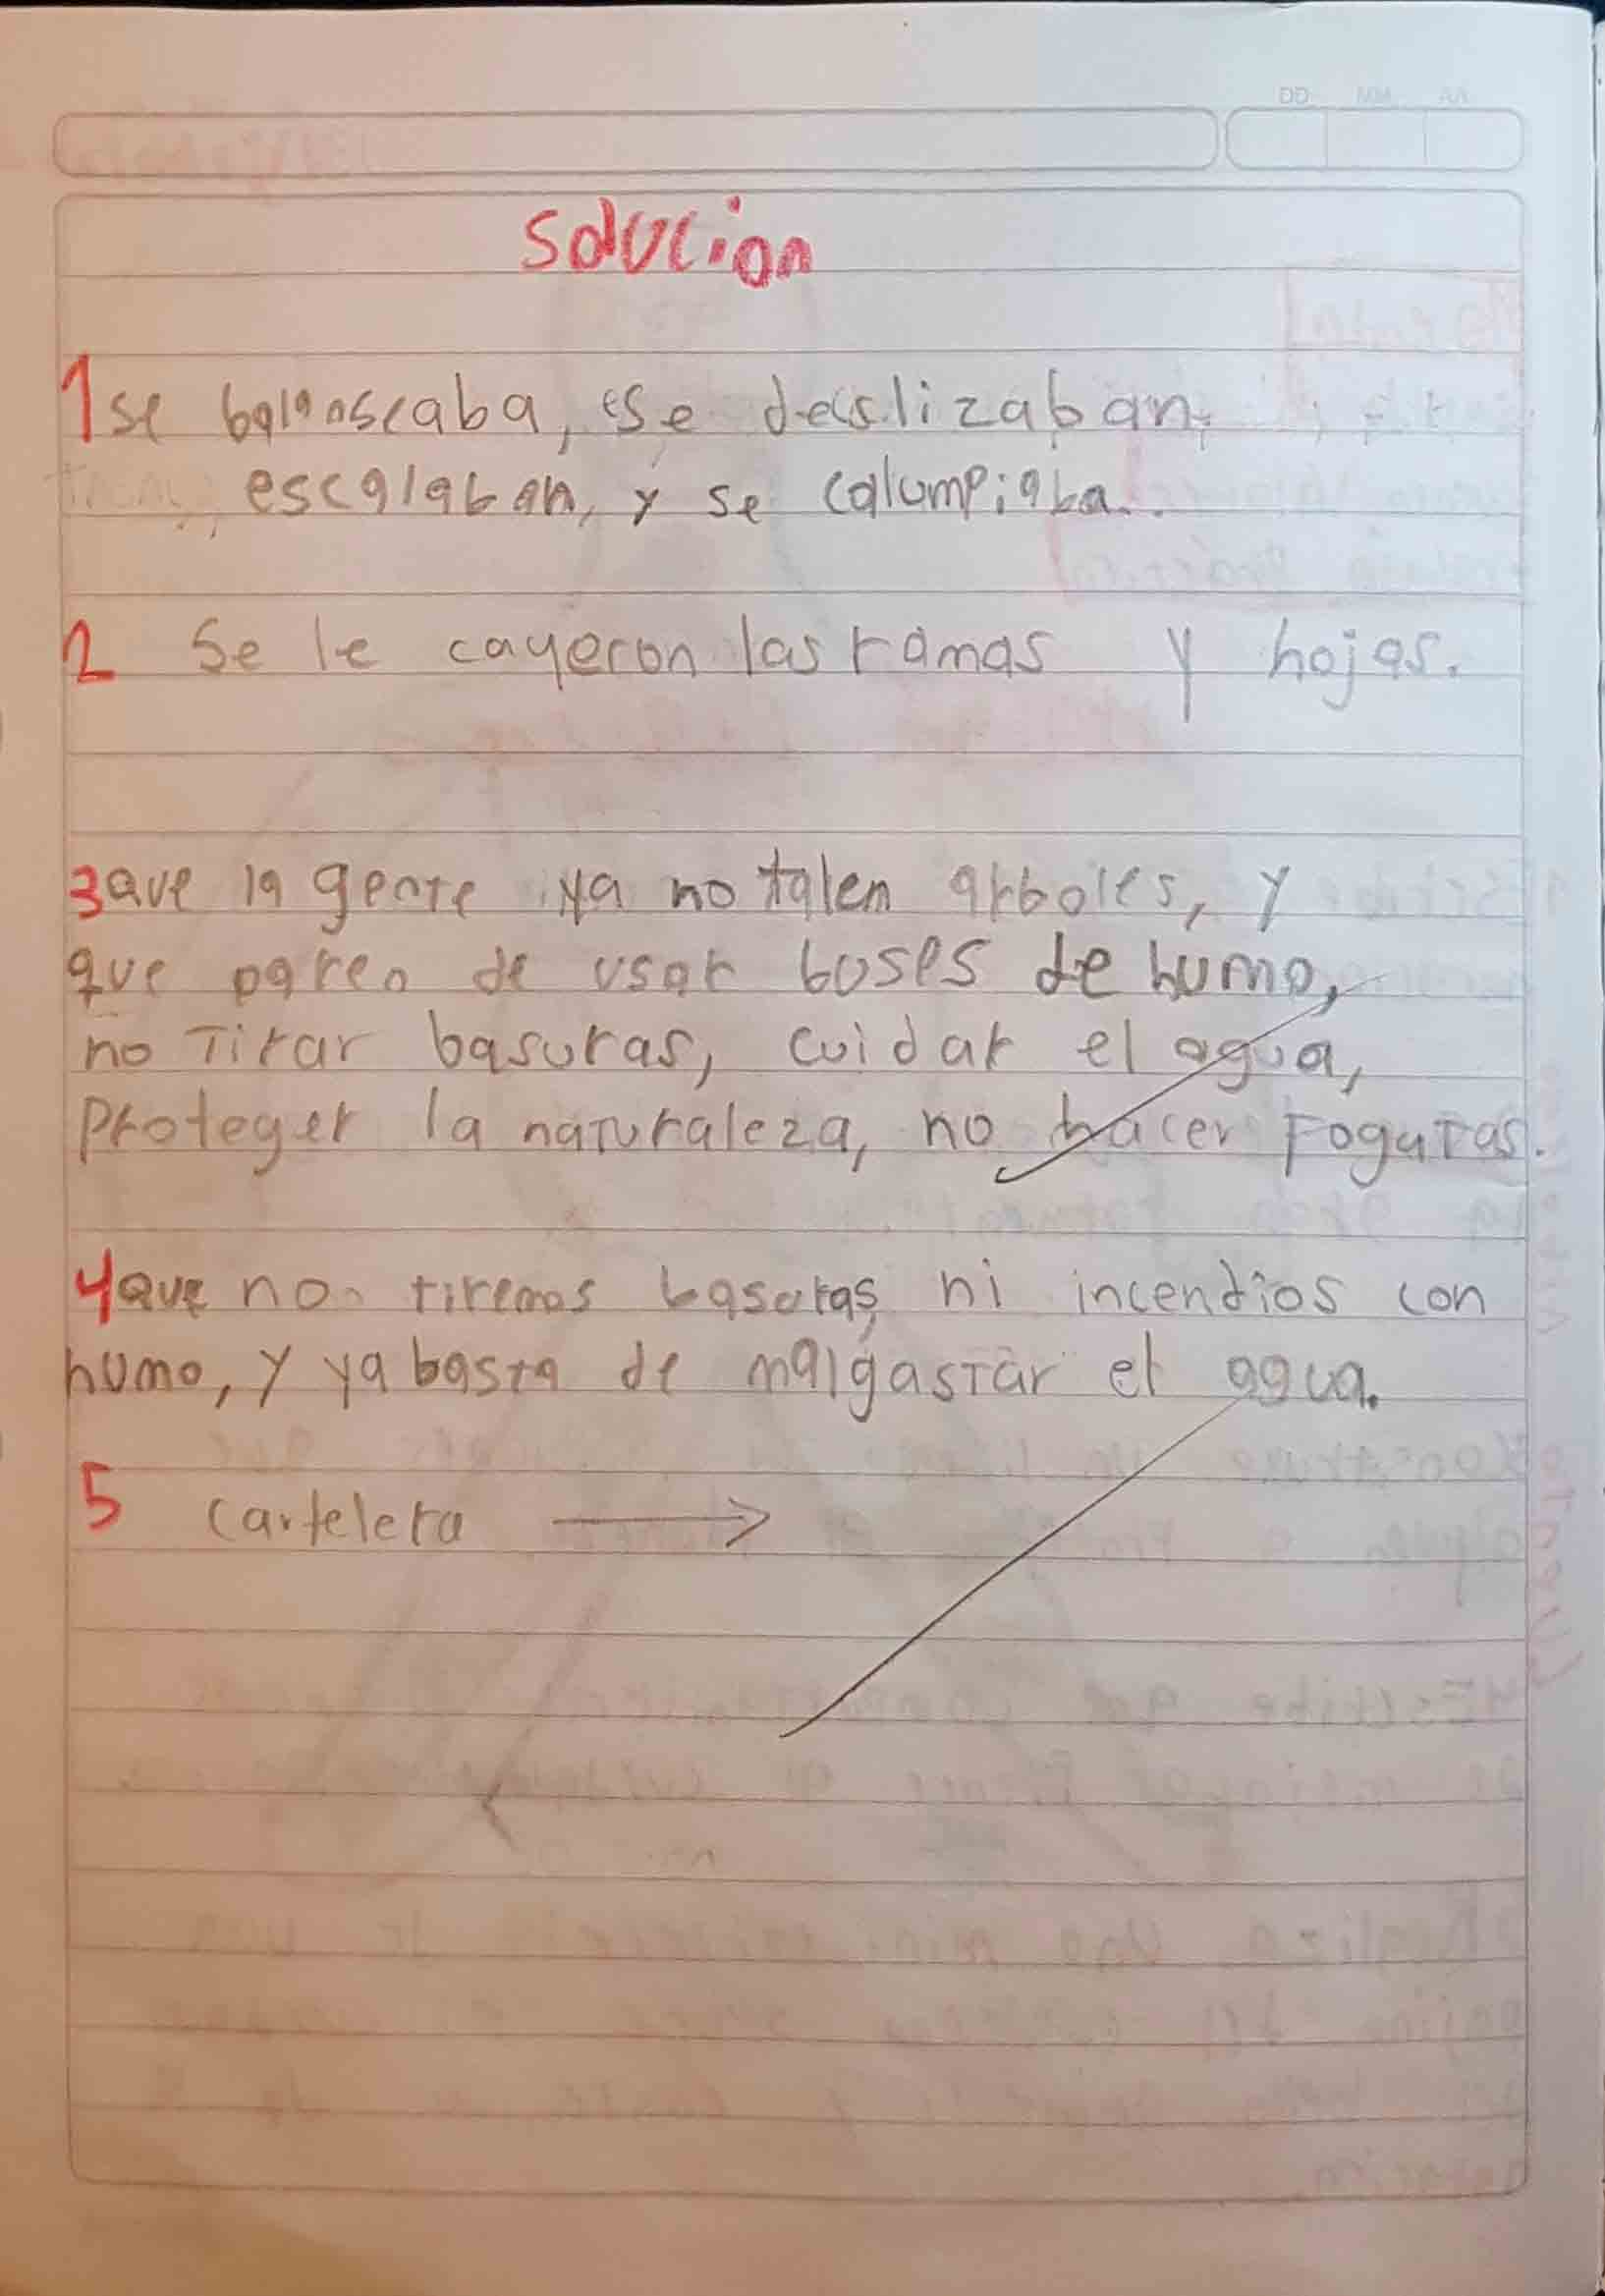 DD MM AA
Solucion
1 se balanscaba, se deslizaban,
escalaban, y se calumpiaba.
2 Se le cayeron las ramas y hojas.
3 que la gente ya no talen arboles, y
que paren de usar buses de humo,
no Tirar basuras, cuidar el agua,
Proteger la naturaleza, no hacer Fogatas.
4 que no tiremos basuras, ni incendios con
humo, y ya basta de malgastar el agua.
5 cartelera →